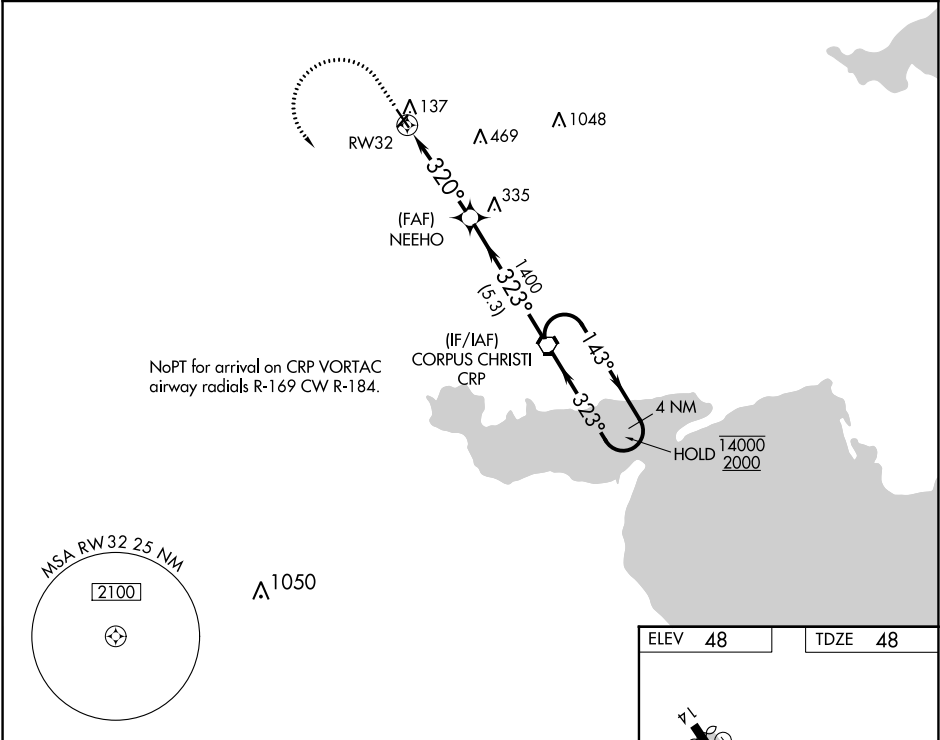 137
1048
RW32
469
320°
335
(FAF)
NEEHO
1400
323°
(5.3)
(IF/IAF)
CORPUS CHRISTI
CRP
143°
NoPT for arrival on CRP VORTAC
airway radials R-169 CW R-184.
323°
4 NM
HOLD 14000
2000
MSA RW32 25 NM
2100
1050
ELEV 48
TDZE 48
14